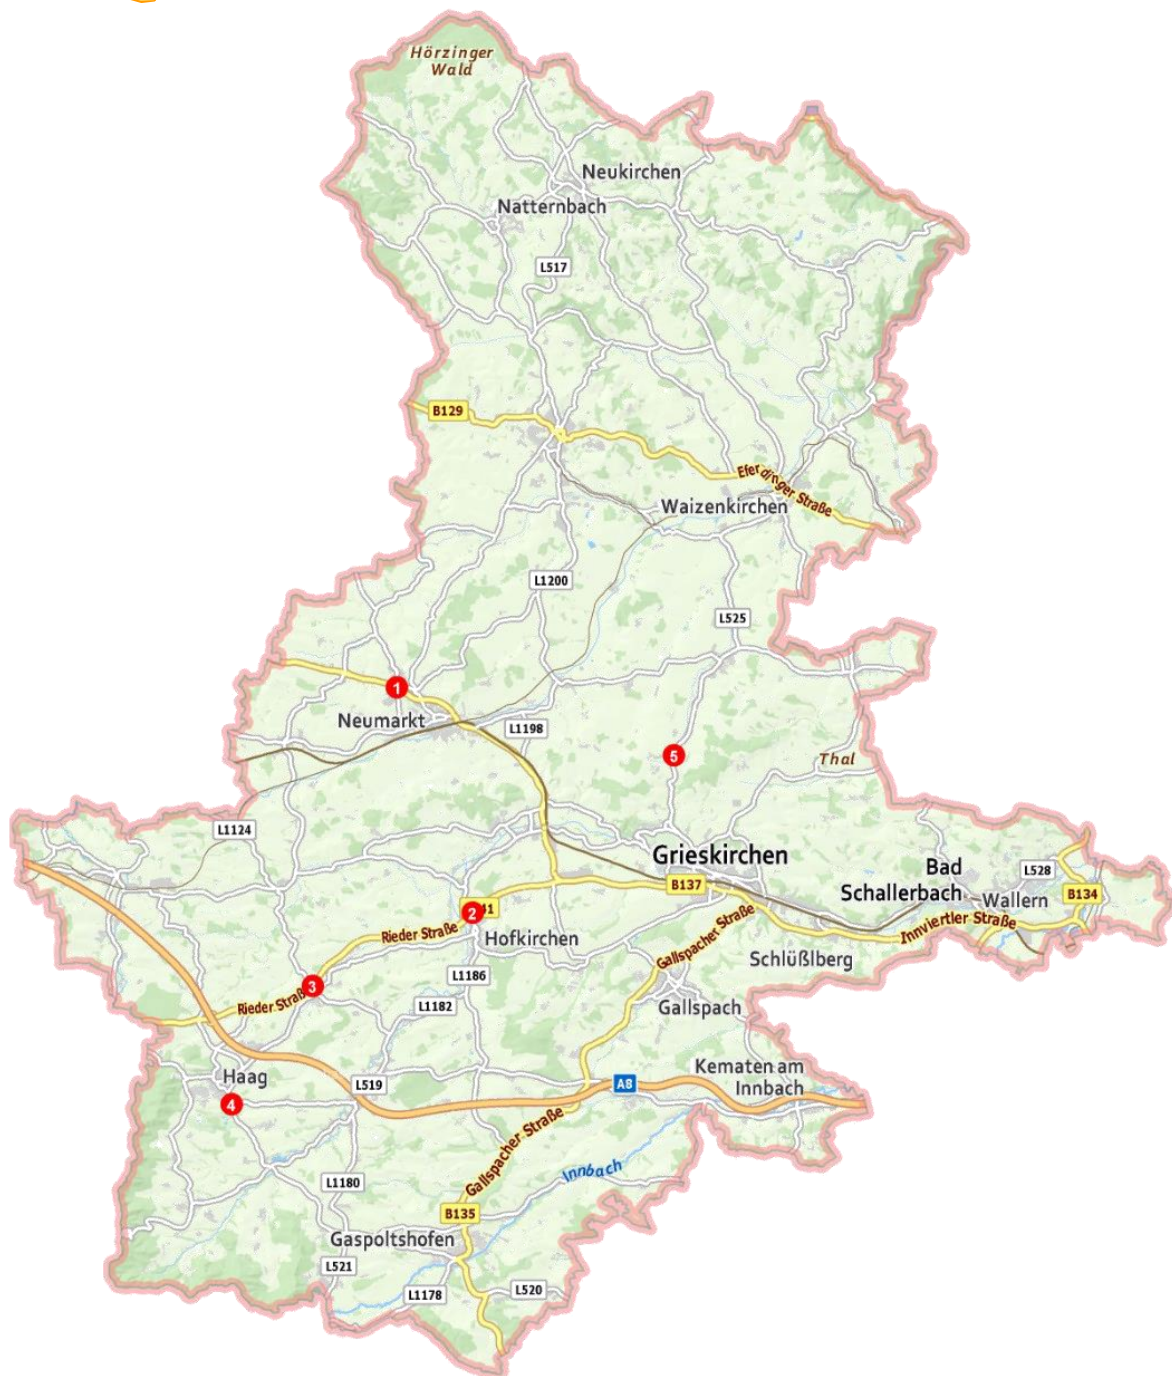 Hörzinger
Wald
Neukirchen
Natternbach
L517
B129
Eferdinger Straße
Waizenkirchen
L1200
L525
1
Neumarkt
L1198
5
Thal
L1124
Grieskirchen
Bad
Schallerbach
L528
B137
B134
Wallern
2
41
Rieder Straße
Hofkirchen
Gallspacher Straße
Innviertler Straße
Schlüßlberg
L1186
3
Rieder Straß
L1182
Gallspach
Haag
L519
A8
Kematen am
Innbach
4
Gallspacher Straße
Innbach
L1180
B135
Gaspoltshofen
L521
L1178
L520